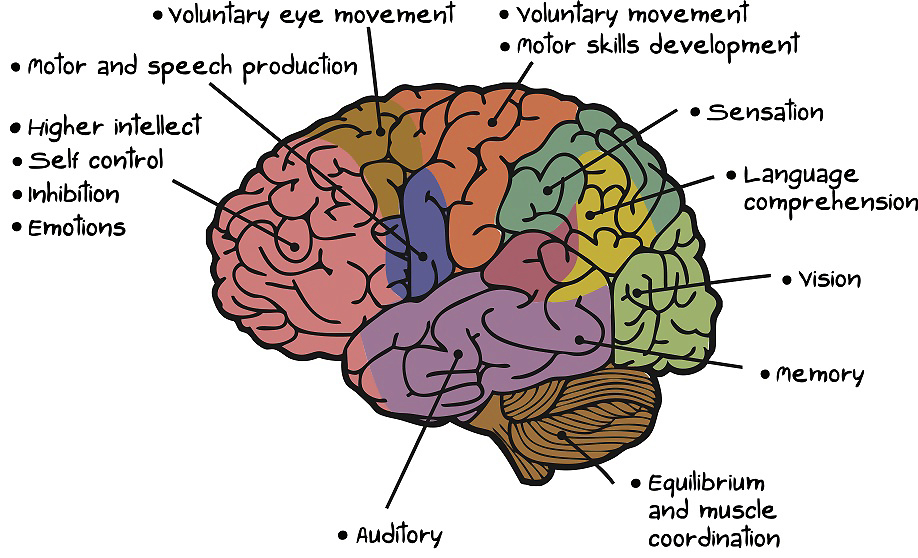 • Voluntary eye movement
• Voluntary movement
• Motor skills development
• Motor and speech production
• Higher intellect
• Self control
• Inhibition
• Emotions
• Sensation
• Language
comprehension
• Vision
• Memory
• Equilibrium
and muscle
coordination
• Auditory